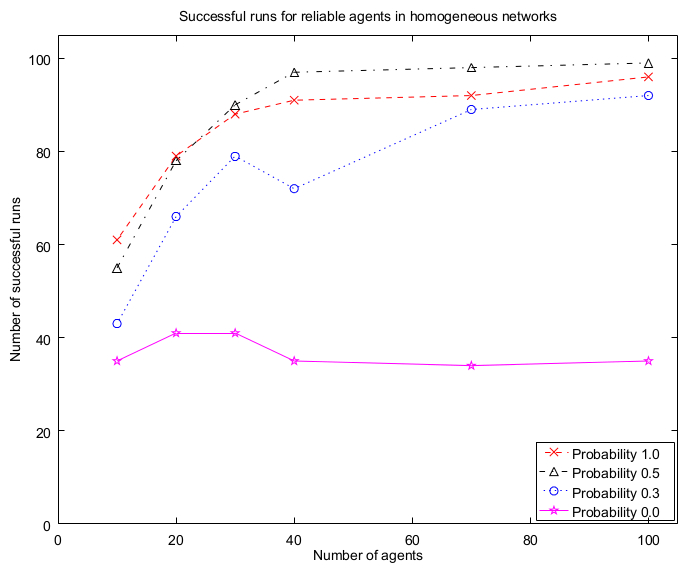 Successful runs for reliable agents in homogeneous networks
100
80
60
40
20
0
Number of successful runs
Probability 1.0
Probability 0.5
Probability 0.3
Probability 0.0
0 20 40 60 80 100
Number of agents